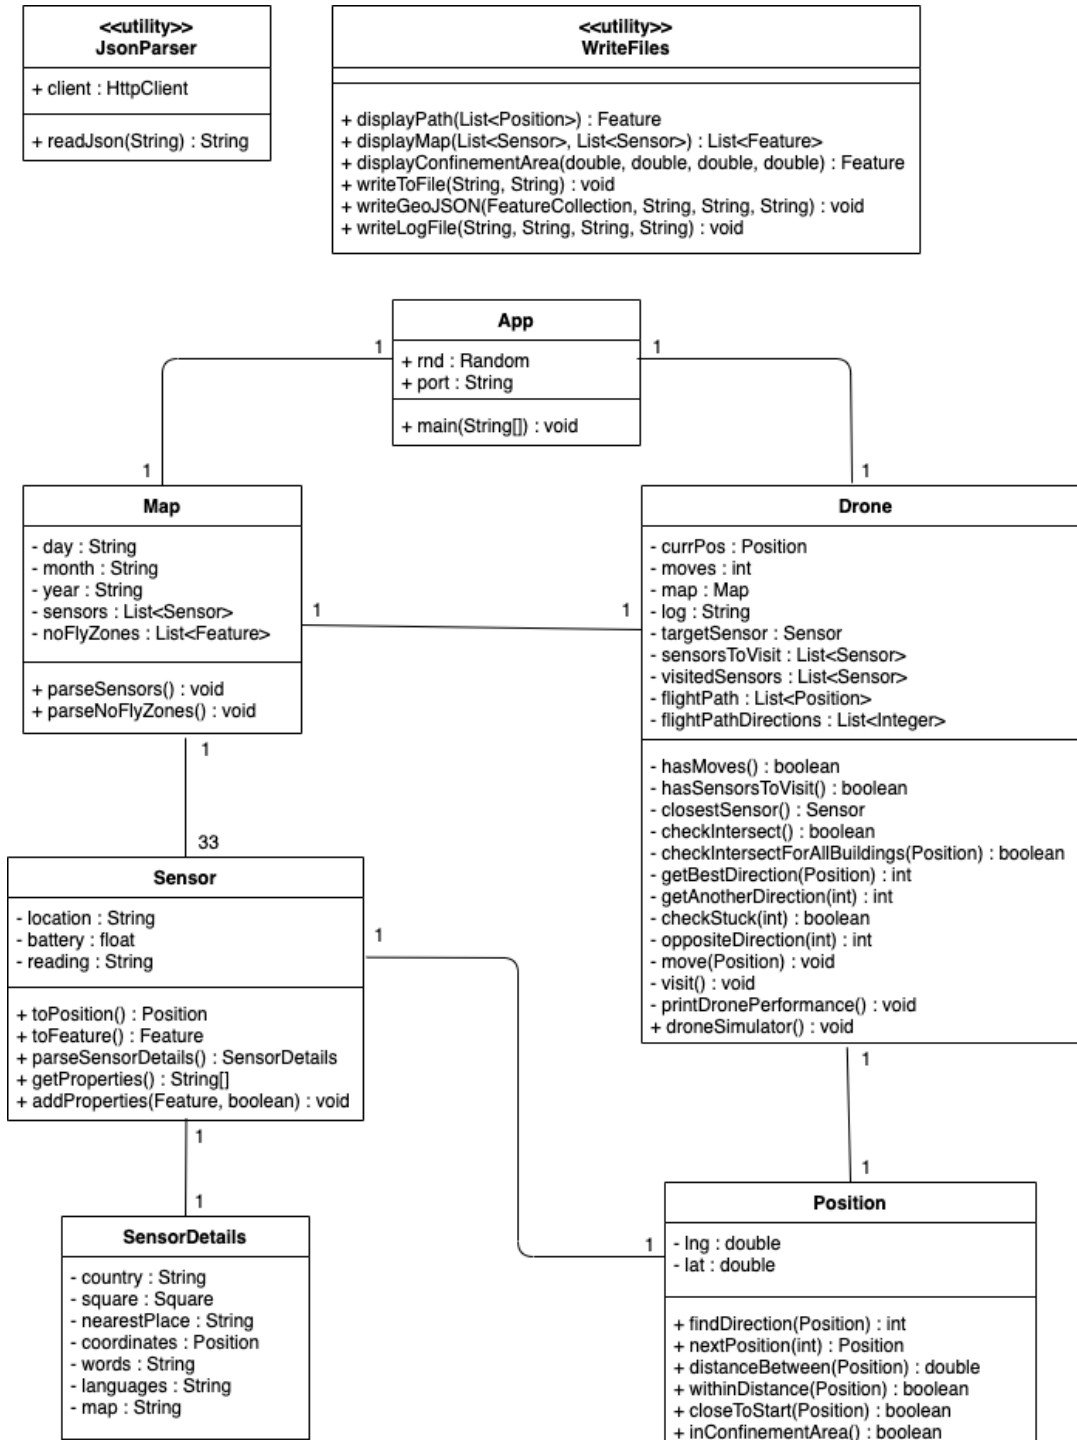 <<utility>>
JsonParser
+ client : HttpClient
+ readJson(String) : String
<<utility>>
WriteFiles
+ displayPath(List<Position>) : Feature
+ displayMap(List<Sensor>, List<Sensor>) : List<Feature>
+ displayConfinementArea(double, double, double, double) : Feature
+ writeToFile(String, String) : void
+ writeGeoJSON(FeatureCollection, String, String, String) : void
+ writeLogFile(String, String, String, String) : void
App
+ rnd : Random
+ port : String
+ main(String[]) : void
1
1
1
1
Map
- day : String
- month : String
- year : String
- sensors : List<Sensor>
- noFlyZones : List<Feature>
+ parseSensors() : void
+ parseNoFlyZones() : void
1
1
Drone
- currPos : Position
- moves : int
- map : Map
- log : String
- targetSensor : Sensor
- sensorsToVisit : List<Sensor>
- visitedSensors : List<Sensor>
- flightPath : List<Position>
- flightPathDirections : List<Integer>
- hasMoves() : boolean
- hasSensorsToVisit() : boolean
- closestSensor() : Sensor
- checkIntersect() : boolean
- checkIntersectForAllBuildings(Position) : boolean
- getBestDirection(Position) : int
- getAnotherDirection(int) : int
- checkStuck(int) : boolean
- oppositeDirection(int) : int
- move(Position) : void
- visit() : void
- printDronePerformance() : void
+ droneSimulator() : void
1
33
Sensor
- location : String
- battery : float
- reading : String
+ toPosition() : Position
+ toFeature() : Feature
+ parseSensorDetails() : SensorDetails
+ getProperties() : String[]
+ addProperties(Feature, boolean) : void
1
1
1
1
SensorDetails
- country : String
- square : Square
- nearestPlace : String
- coordinates : Position
- words : String
- languages : String
- map : String
1
1
Position
- lng : double
- lat : double
+ findDirection(Position) : int
+ nextPosition(int) : Position
+ distanceBetween(Position) : double
+ withinDistance(Position) : boolean
+ closeToStart(Position) : boolean
+ inConfinementArea() : boolean